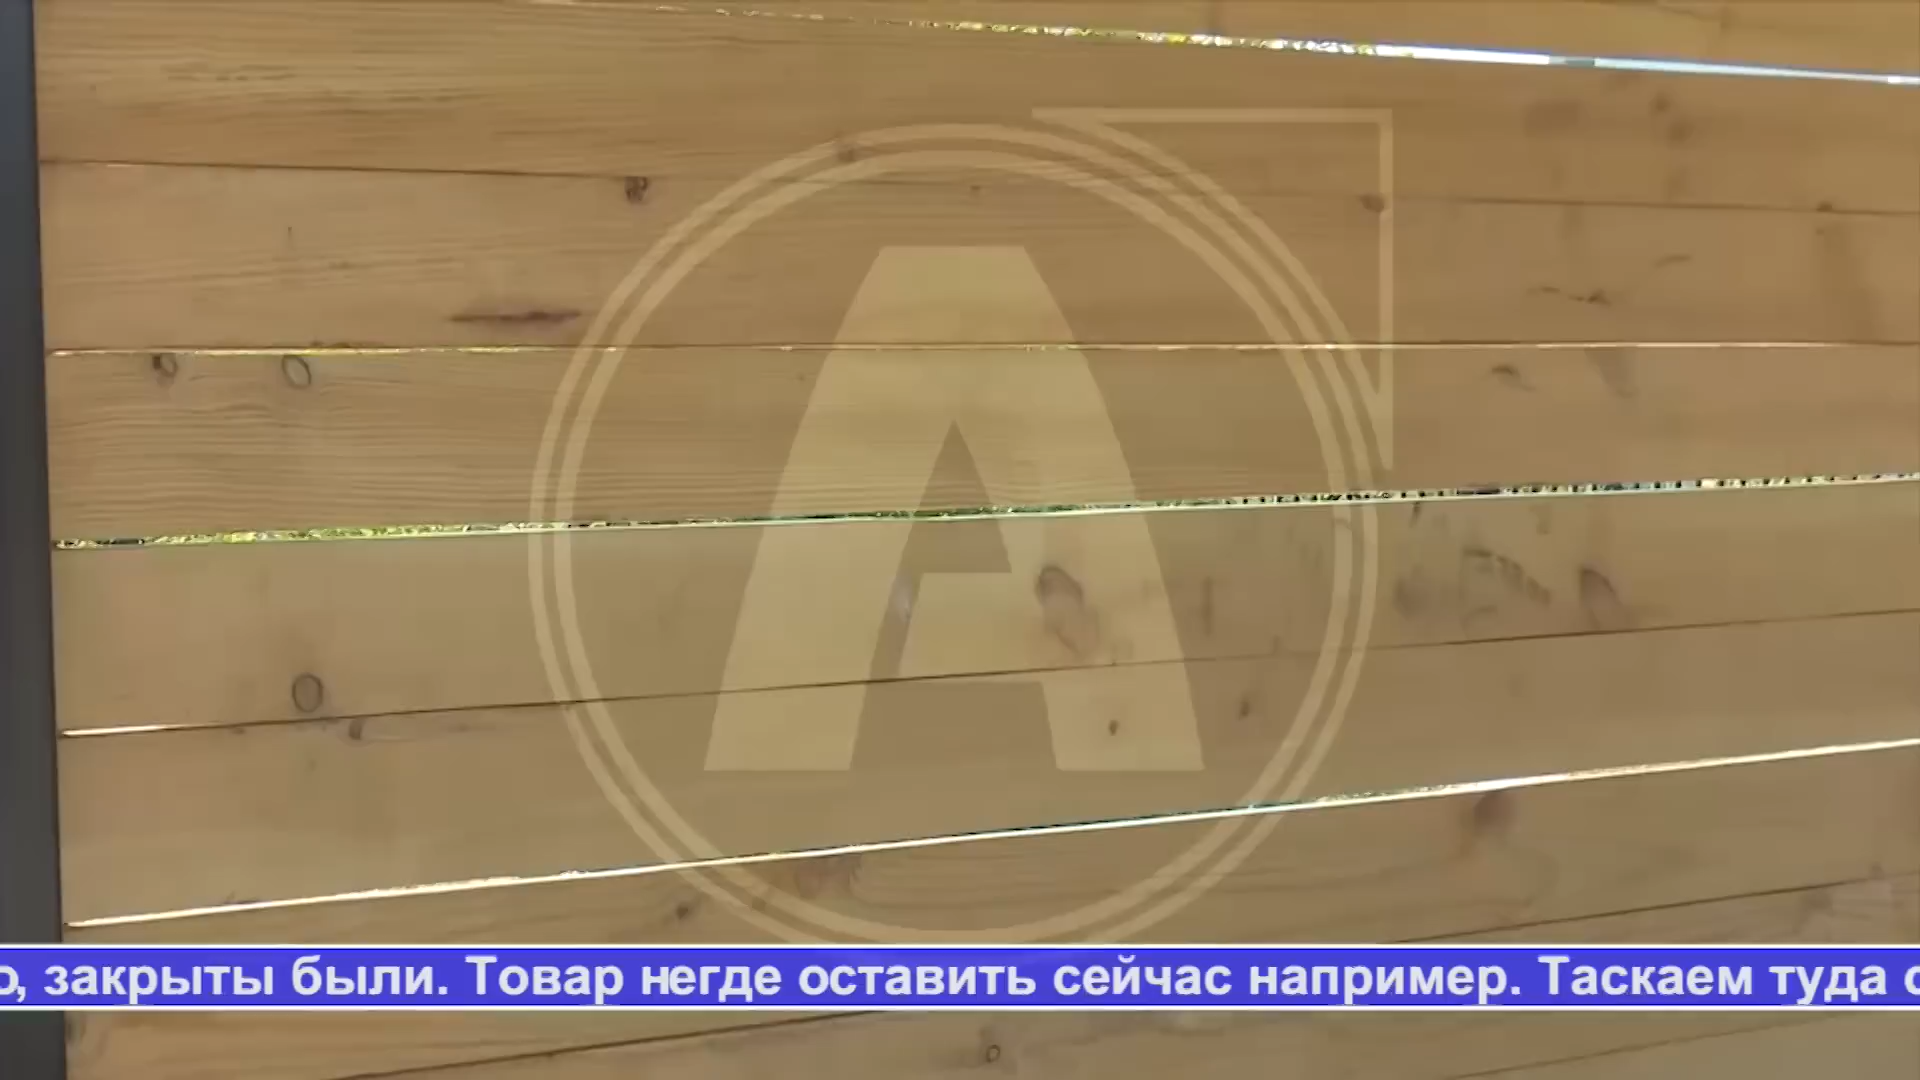 А
о, закрыты были. Товар негде оставить сейчас например. Таскаем туда с